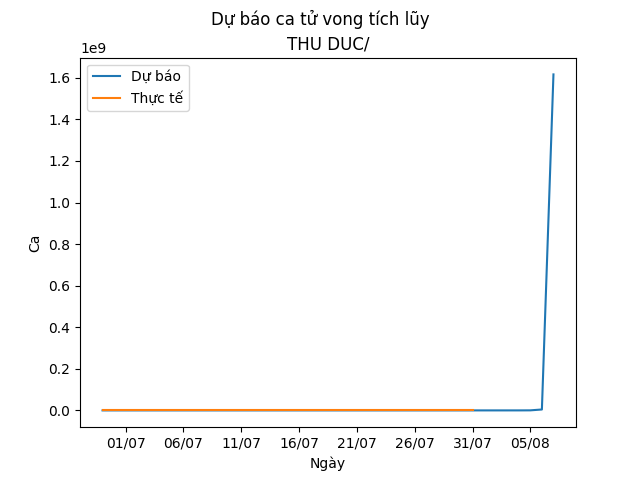 Dự báo ca tử vong tích lũy
THU DUC/
1e9
Dự báo
Thực tế
1.6
1.4
1.2
1.0
0.8
0.6
0.4
0.2
0.0
Ca
01/07 06/07 11/07 16/07 21/07 26/07 31/07 05/08
Ngày